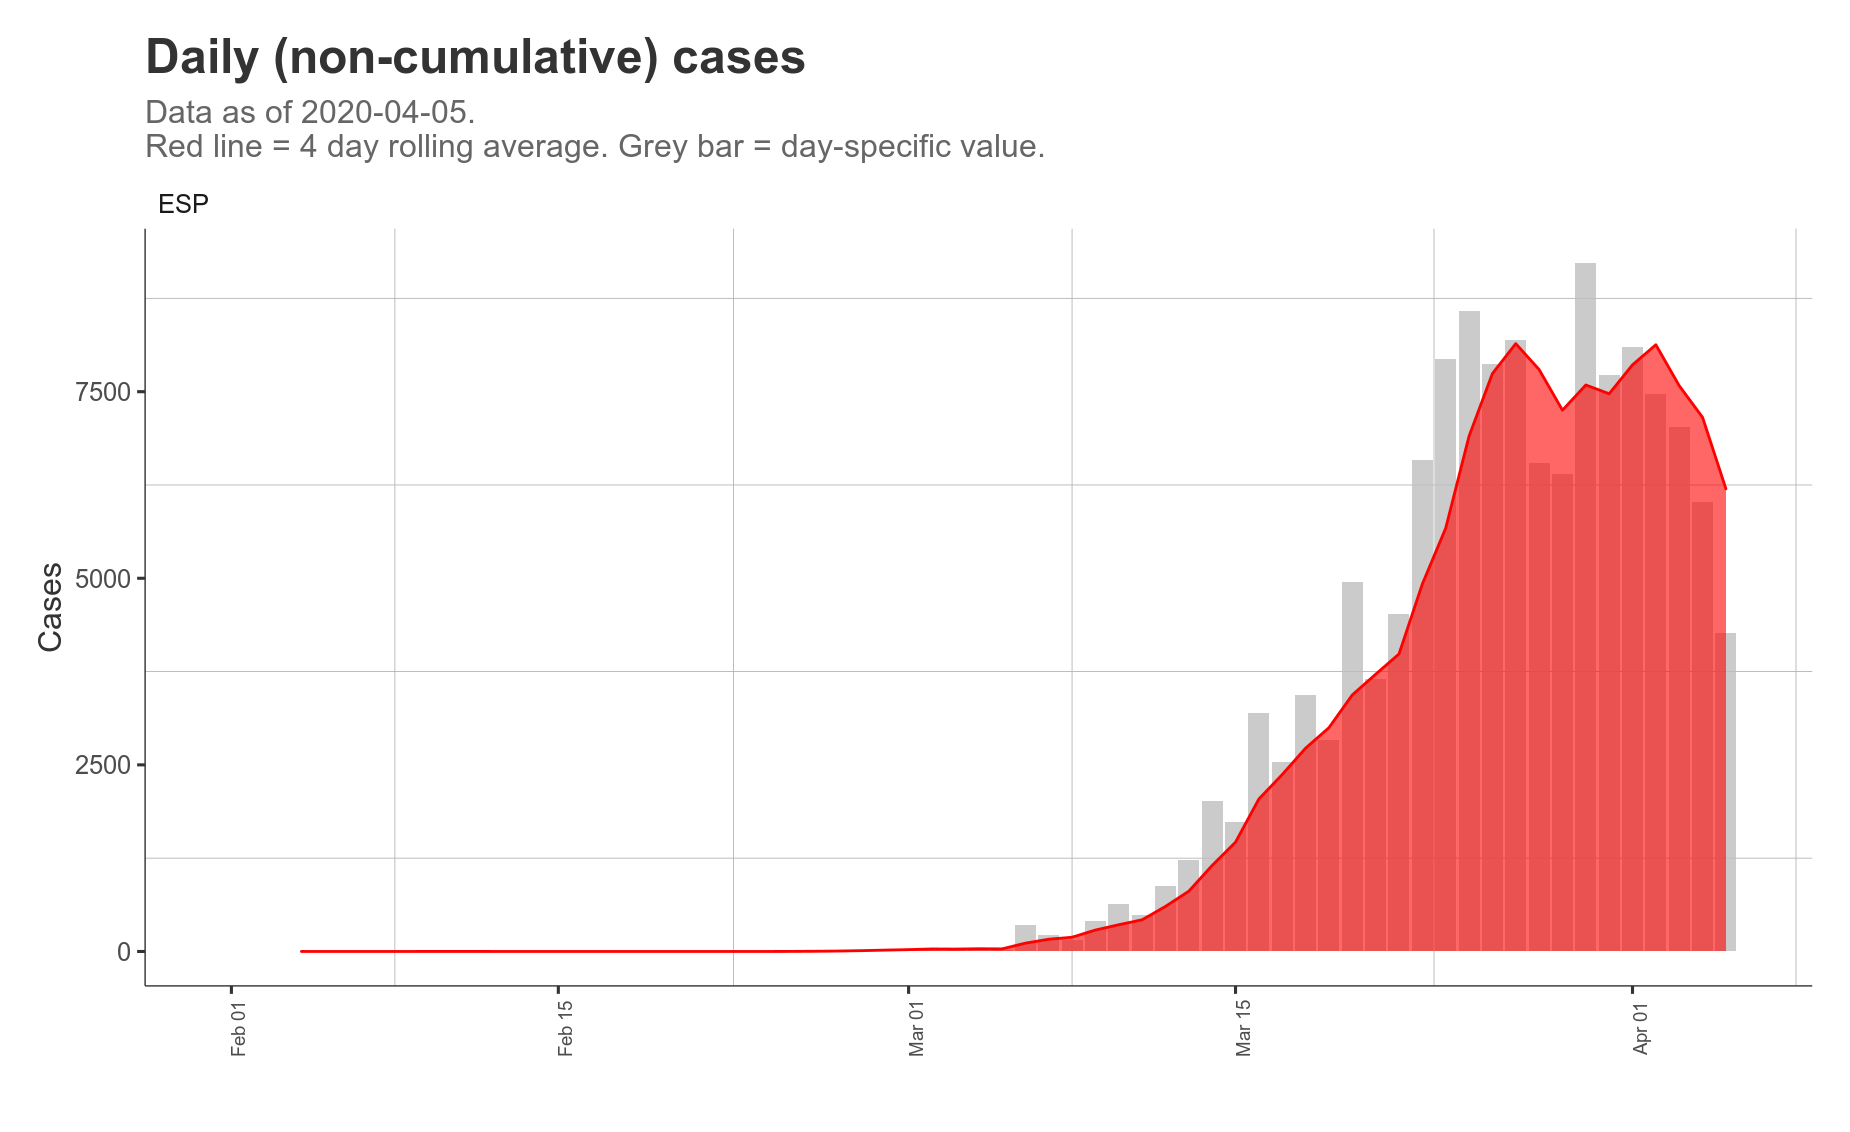 Daily (non-cumulative) cases
Data as of 2020-04-05.
Red line = 4 day rolling average. Grey bar = day-specific value.
ESP
Cases
7500
5000
2500
0
Feb 01
Feb 15
Mar 01
Mar 15
Apr 01